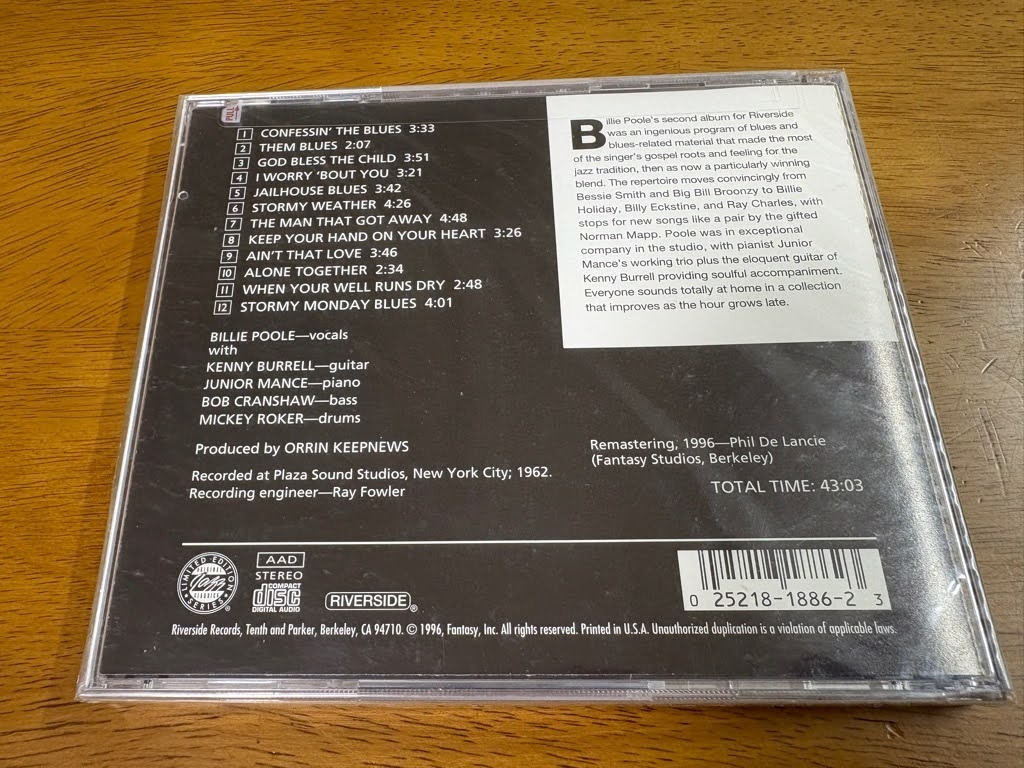 PULL
1 CONFESSIN' THE BLUES 3:33
2 THEM BLUES 2:07
3 GOD BLESS THE CHILD 3:51
4 I WORRY 'BOUT YOU 3:21
5 JAILHOUSE BLUES 3:42
6 STORMY WEATHER 4:26
7 THE MAN THAT GOT AWAY 4:48
8 KEEP YOUR HAND ON YOUR HEART 3:26
9 AIN'T THAT LOVE 3:46
10 ALONE TOGETHER 2:34
11 WHEN YOUR WELL RUNS DRY 2:48
12 STORMY MONDAY BLUES 4:01
BILLIE POOLE—vocals
with
KENNY BURRELL—guitar
JUNIOR MANCE—piano
BOB CRANSHAW—bass
MICKEY ROKER—drums
Produced by ORRIN KEEPNEWS
Recorded at Plaza Sound Studios, New York City; 1962.
Recording engineer—Ray Fowler
Billie Poole's second album for Riverside
was an ingenious program of blues and
blues-related material that made the most
of the singer's gospel roots and feeling for the
jazz tradition, then as now a particularly winning
blend. The repertoire moves convincingly from
Bessie Smith and Big Bill Broonzy to Billie
Holiday, Billy Eckstine, and Ray Charles, with
stops for new songs like a pair by the gifted
Norman Mapp. Poole was in exceptional
company in the studio, with pianist Junior
Mance's working trio plus the eloquent guitar of
Kenny Burrell providing soulful accompaniment.
Everyone sounds totally at home in a collection
that improves as the hour grows late.
Remastering, 1996—Phil De Lancie
(Fantasy Studios, Berkeley)
TOTAL TIME: 43:03
LIMITED EDITION
ORIGINAL
Jazz
CLASSICS
SERIES
®
AAD
STEREO
COMPACT
disc
DIGITAL AUDIO
RIVERSIDE®
0 25218-1886-2 3
Riverside Records, Tenth and Parker, Berkeley, CA 94710. © 1996, Fantasy, Inc. All rights reserved. Printed in U.S.A. Unauthorized duplication is a violation of applicable laws.